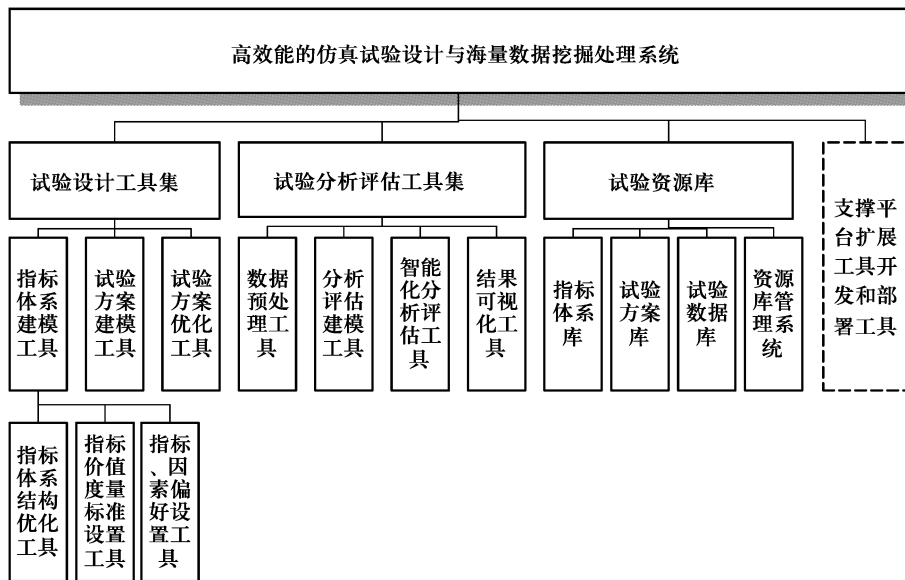 高效能的仿真试验设计与海量数据挖掘处理系统
试验设计工具集
试验分析评估工具集
试验资源库
支撑平
台扩展
工具开
发和部
署工具
指标
体系
建模
工具
试验
方案
建模
工具
试验
方案
优化
工具
数据
预处
理工
具
分析
评估
建模
工具
智能
化分
析评
估工
具
结果
可视
化工
具
指标
体系
库
试验
方案
库
试验
数据
库
资源
库管
理系
统
指标
体系
结构
优化
工具
指标
价值
度量
标准
设置
工具
指标
、因
素偏
好设
置工
具